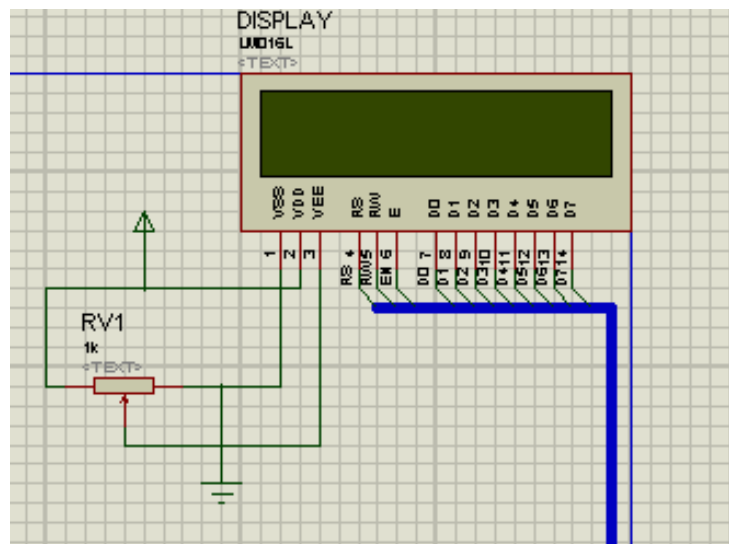 DISPLAY
LM016L
<TEXT>
VSS VDD VEE RS RW E D0 D1 D2 D3 D4 D5 D6 D7
1 2 3 4 5 6 7 8 9 10 11 12 13 14
RS RW EN D0 D1 D2 D3 D4 D5 D6 D7
RV1
1k
<TEXT>